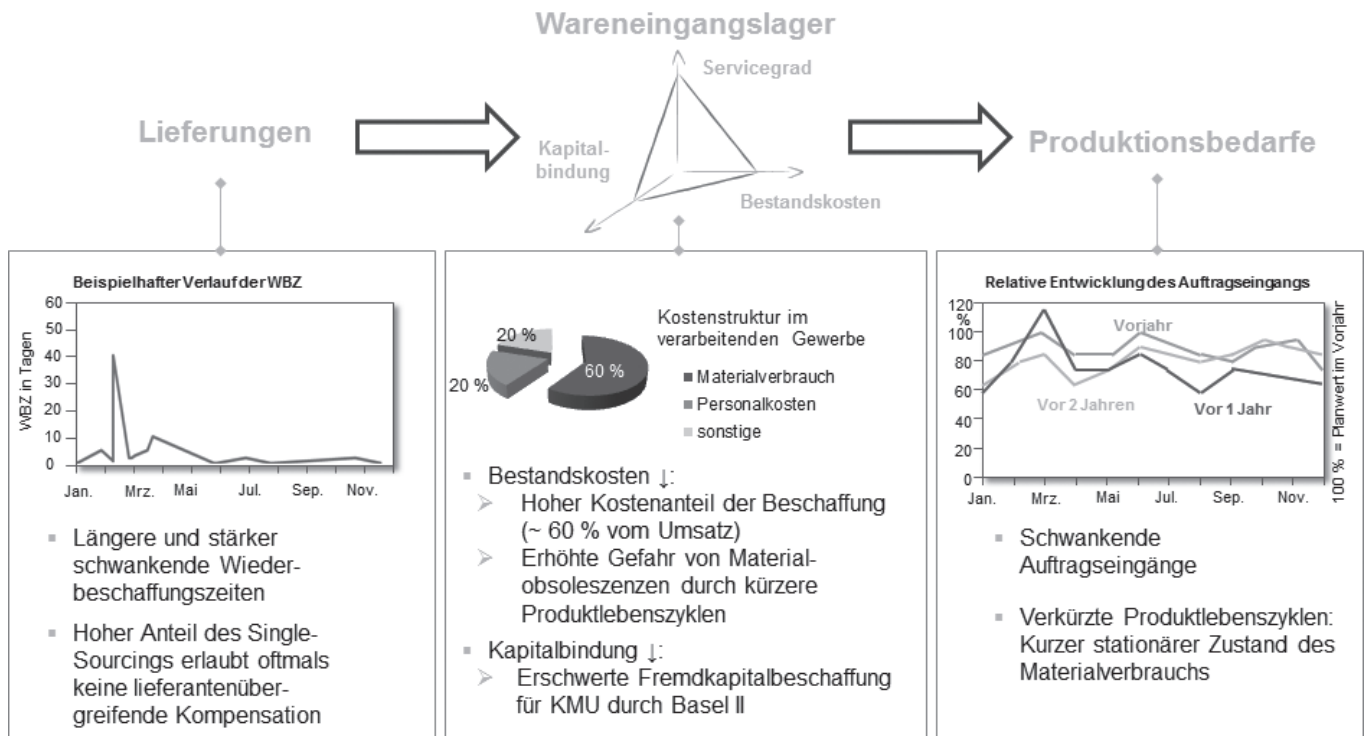 Wareneingangslager
Servicegrad
Lieferungen
Kapital-
bindung
Bestandskosten
Produktionsbedarfe
Beispielhafter Verlauf der WBZ
WBZ in Tagen
60
50
40
30
20
10
0
Jan.
Mrz.
Mai
Jul.
Sep.
Nov.
▪ Längere und stärker
schwankende Wieder-
beschaffungszeiten
▪ Hoher Anteil des Single-
Sourcings erlaubt oftmals
keine lieferantenüber-
greifende Kompensation
Kostenstruktur im
verarbeitenden Gewerbe
20 %
20 %
60 %
■ Materialverbrauch
■ Personalkosten
■ sonstige
▪ Bestandskosten ↓:
➢ Hoher Kostenanteil der Beschaffung
(~ 60 % vom Umsatz)
➢ Erhöhte Gefahr von Material-
obsoleszenzen durch kürzere
Produktlebenszyklen
▪ Kapitalbindung ↓:
➢ Erschwerte Fremdkapitalbeschaffung
für KMU durch Basel II
Relative Entwicklung des Auftragseingangs
120
%
100
80
60
40
20
0
Vorjahr
Vor 2 Jahren
Vor 1 Jahr
Jan.
Mrz.
Mai
Jul.
Sep.
Nov.
100 % = Planwert im Vorjahr
▪ Schwankende
Auftragseingänge
▪ Verkürzte Produktlebenszyklen:
Kurzer stationärer Zustand des
Materialverbrauchs